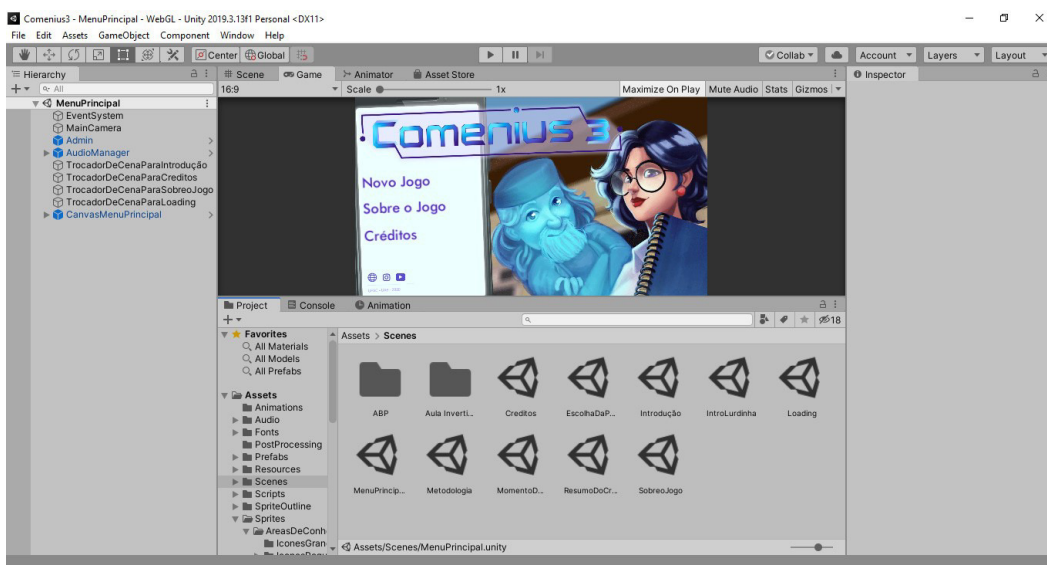 Comenius3 - MenuPrincipal - WebGL - Unity 2019.3.13f1 Personal <DX11>
File Edit Assets GameObject Component Window Help
Center Global Collab Account Layers Layout
Hierarchy
All
MenuPrincipal
EventSystem
MainCamera
Admin
AudioManager
TrocadorDeCenaParaIntrodução
TrocadorDeCenaParaCreditos
TrocadorDeCenaParaSobreoJogo
TrocadorDeCenaParaLoading
CanvasMenuPrincipal
Scene Game Animator Asset Store
16:9 Scale 1x Maximize On Play Mute Audio Stats Gizmos
Comenius 3
Novo Jogo
Sobre o Jogo
Créditos
Inspector
Project Console Animation
18
Favorites
All Materials
All Models
All Prefabs
Assets
Animations
Audio
Fonts
PostProcessing
Prefabs
Resources
Scenes
Scripts
SpriteOutline
Sprites
AreasDeConh
IconesGran
Assets > Scenes
ABP Aula Inverti... Creditos EscolhaDaP... Introdução IntroLurdinha Loading
MenuPrincip... Metodologia MomentoD... ResumoDoCr... SobreoJogo
Assets/Scenes/MenuPrincipal.unity